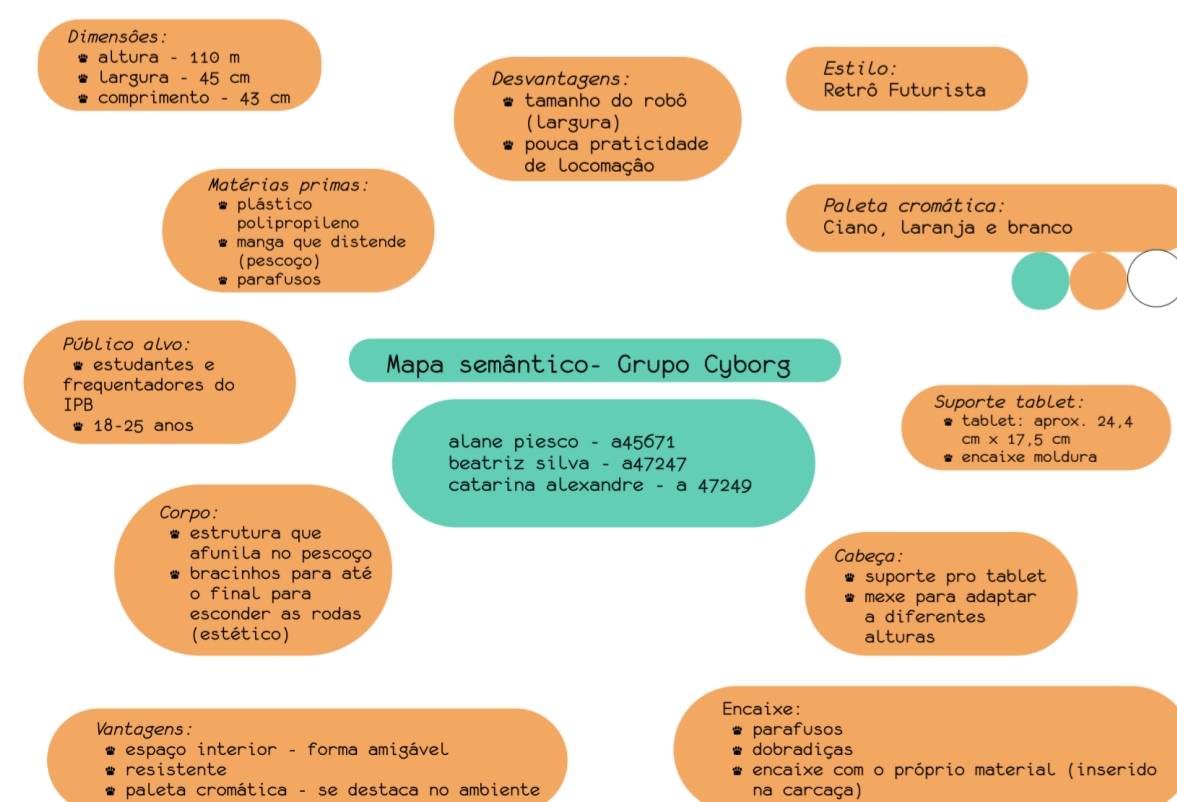 Dimensôes:
altura - 110 m
largura - 45 cm
comprimento - 43 cm
Desvantagens:
tamanho do robô
(largura)
pouca praticidade
de locomação
Estilo:
Retrô Futurista
Matérias primas:
plástico
polipropileno
manga que distende
(pescoço)
parafusos
Paleta cromática:
Ciano, laranja e branco
Público alvo:
estudantes e
frequentadores do
IPB
18-25 anos
Mapa semântico- Grupo Cyborg
alane piesco - a45671
beatriz silva - a47247
catarina alexandre - a 47249
Suporte tablet:
tablet: aprox. 24,4
cm x 17,5 cm
encaixe moldura
Corpo:
estrutura que
afunila no pescoço
bracinhos para até
o final para
esconder as rodas
(estético)
Cabeça:
suporte pro tablet
mexe para adaptar
a diferentes
alturas
Vantagens:
espaço interior - forma amigável
resistente
paleta cromática - se destaca no ambiente
Encaixe:
parafusos
dobradiças
encaixe com o próprio material (inserido
na carcaça)